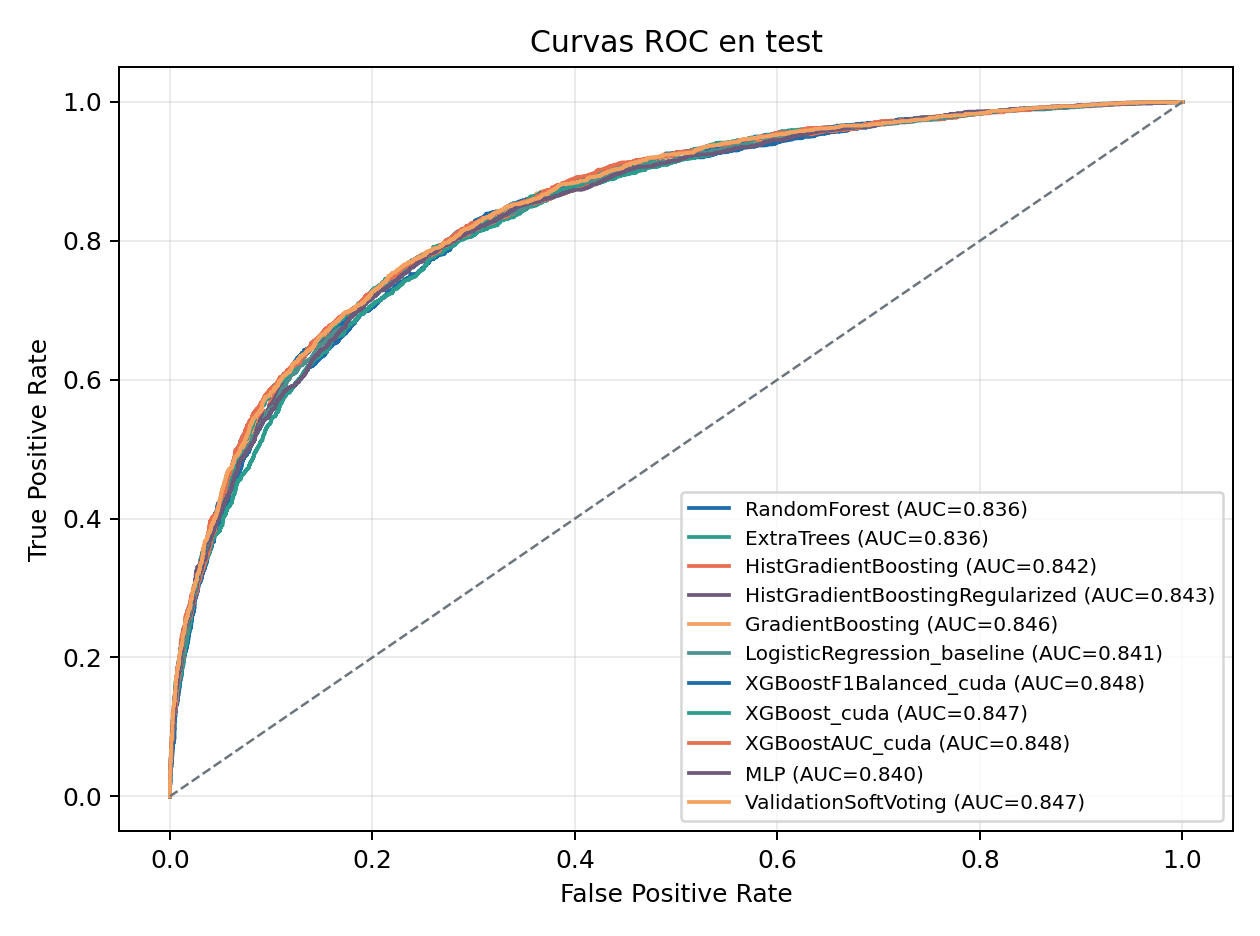 Curvas ROC en test
True Positive Rate
1.0
0.8
0.6
0.4
0.2
0.0
RandomForest (AUC=0.836)
ExtraTrees (AUC=0.836)
HistGradientBoosting (AUC=0.842)
HistGradientBoostingRegularized (AUC=0.843)
GradientBoosting (AUC=0.846)
LogisticRegression_baseline (AUC=0.841)
XGBoostF1Balanced_cuda (AUC=0.848)
XGBoost_cuda (AUC=0.847)
XGBoostAUC_cuda (AUC=0.848)
MLP (AUC=0.840)
ValidationSoftVoting (AUC=0.847)
0.0 0.2 0.4 0.6 0.8 1.0
False Positive Rate